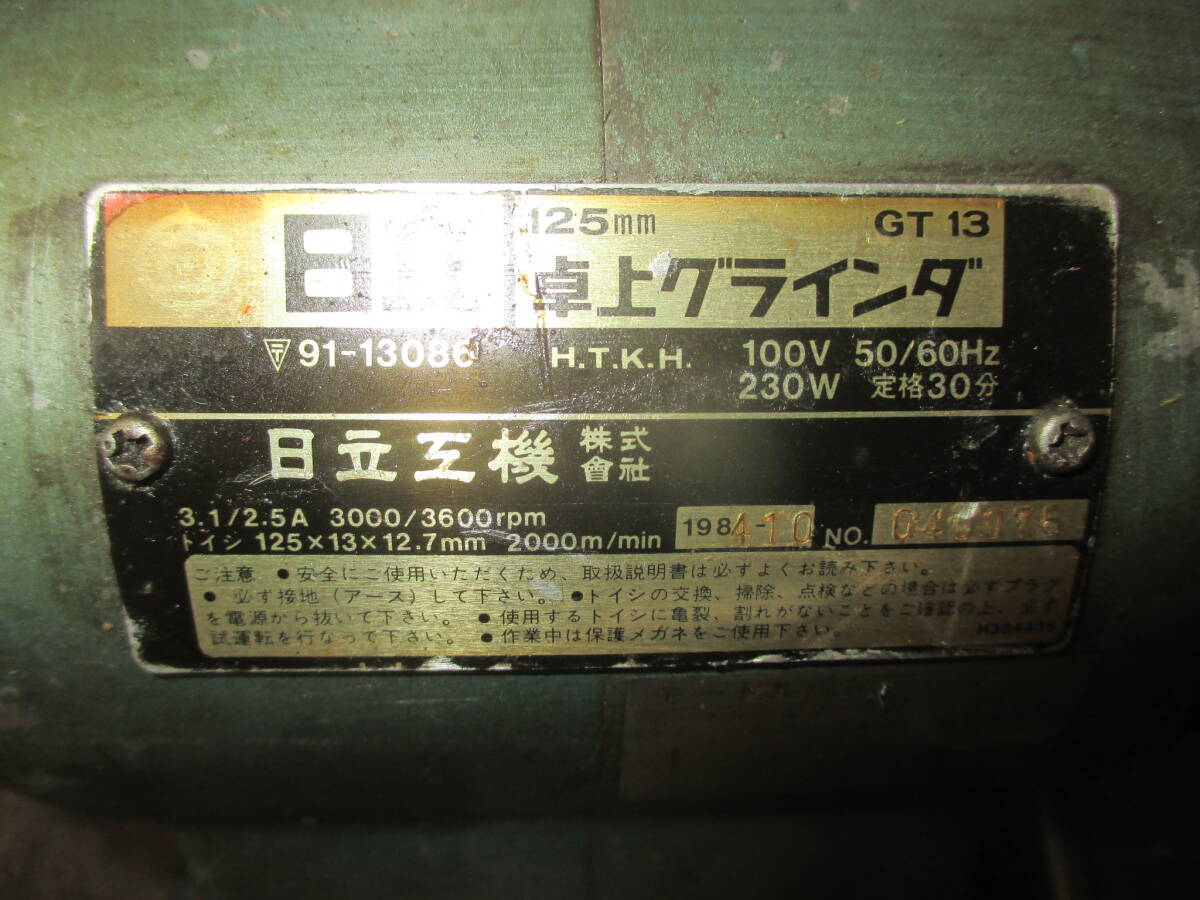 125mm GT 13
卓上グラインダ
〒 91-13086 H.T.K.H. 100V 50/60Hz
230W 定格30分
日立工機 株式會社
3.1/2.5A 3000/3600rpm
トイシ 125×13×12.7mm 2000m/min 1984-10 NO.
ご注意 ●安全にご使用いただくため、取扱説明書は必ずよくお読み下さい。
●必ず接地(アース)して下さい。●トイシの交換、掃除、点検などの場合は必ずプラグ
を電源から抜いて下さい。●使用するトイシに亀裂、割れがないことをご確認の上、必ず
試運転を行なって下さい。●作業中は保護メガネをご使用下さい。